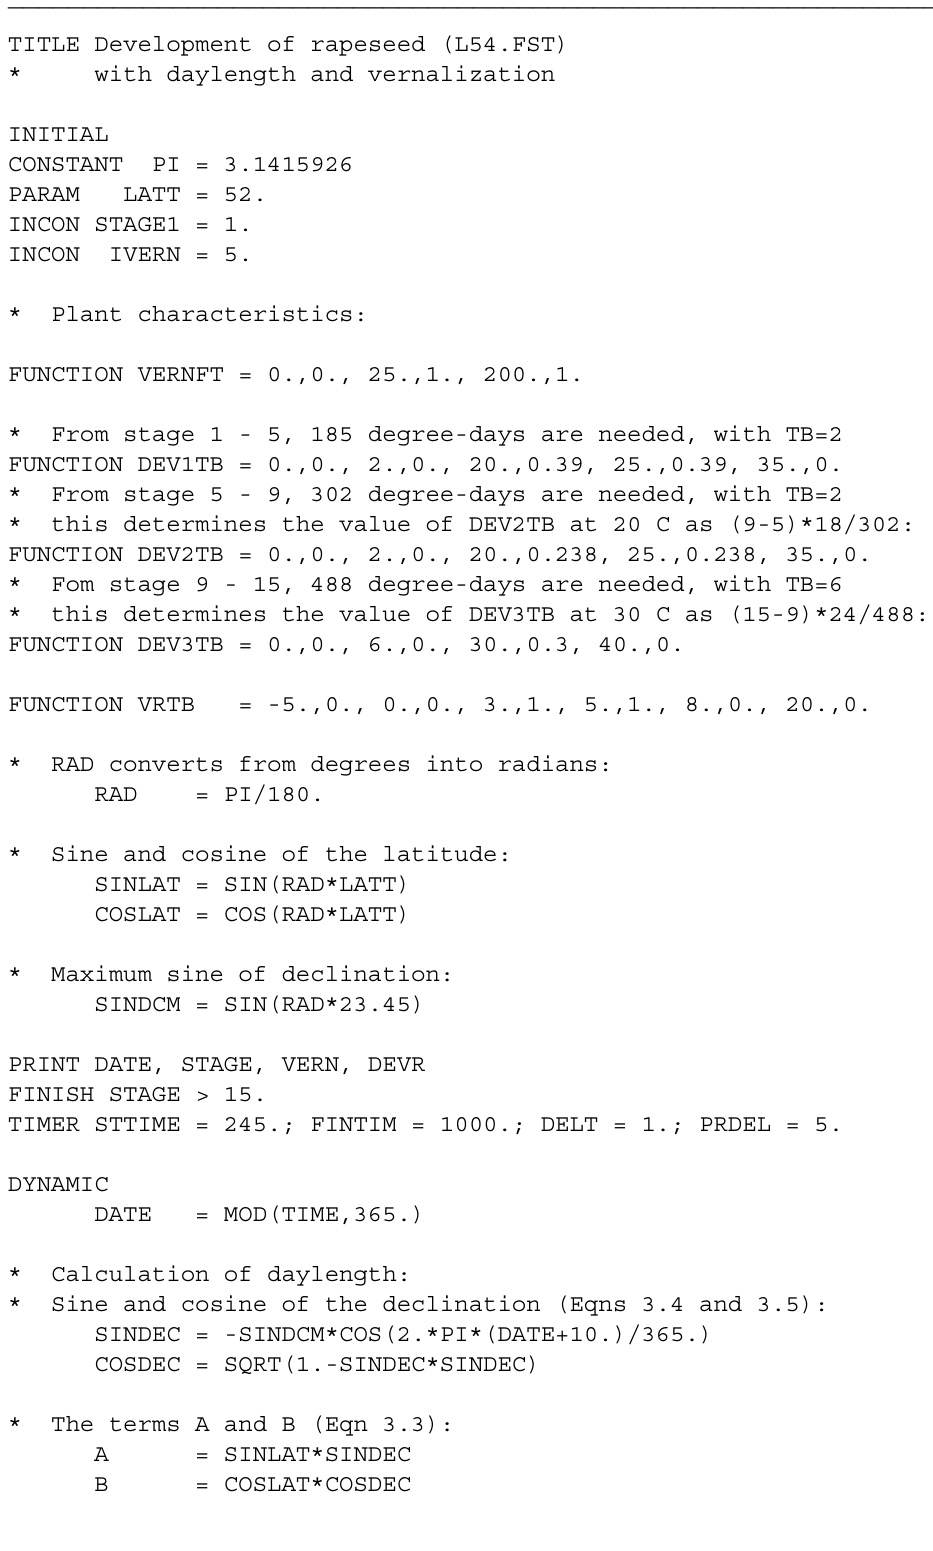 TITLE Development of rapeseed (L54.FST)
*     with daylength and vernalization
INITIAL
CONSTANT  PI = 3.1415926
PARAM   LATT = 52.
INCON STAGE1 = 1.
INCON  IVERN = 5.
*  Plant characteristics:
FUNCTION VERNFT = 0.,0., 25.,1., 200.,1.
*  From stage 1 - 5, 185 degree-days are needed, with TB=2
FUNCTION DEV1TB = 0.,0., 2.,0., 20.,0.39, 25.,0.39, 35.,0.
*  From stage 5 - 9, 302 degree-days are needed, with TB=2
*  this determines the value of DEV2TB at 20 C as (9-5)*18/302:
FUNCTION DEV2TB = 0.,0., 2.,0., 20.,0.238, 25.,0.238, 35.,0.
*  Fom stage 9 - 15, 488 degree-days are needed, with TB=6
*  this determines the value of DEV3TB at 30 C as (15-9)*24/488:
FUNCTION DEV3TB = 0.,0., 6.,0., 30.,0.3, 40.,0.
FUNCTION VRTB   = -5.,0., 0.,0., 3.,1., 5.,1., 8.,0., 20.,0.
*  RAD converts from degrees into radians:
      RAD    = PI/180.
*  Sine and cosine of the latitude:
      SINLAT = SIN(RAD*LATT)
      COSLAT = COS(RAD*LATT)
*  Maximum sine of declination:
      SINDCM = SIN(RAD*23.45)
PRINT DATE, STAGE, VERN, DEVR
FINISH STAGE > 15.
TIMER STTIME = 245.; FINTIM = 1000.; DELT = 1.; PRDEL = 5.
DYNAMIC
      DATE   = MOD(TIME,365.)
*  Calculation of daylength:
*  Sine and cosine of the declination (Eqns 3.4 and 3.5):
      SINDEC = -SINDCM*COS(2.*PI*(DATE+10.)/365.)
      COSDEC = SQRT(1.-SINDEC*SINDEC)
*  The terms A and B (Eqn 3.3):
      A      = SINLAT*SINDEC
      B      = COSLAT*COSDEC